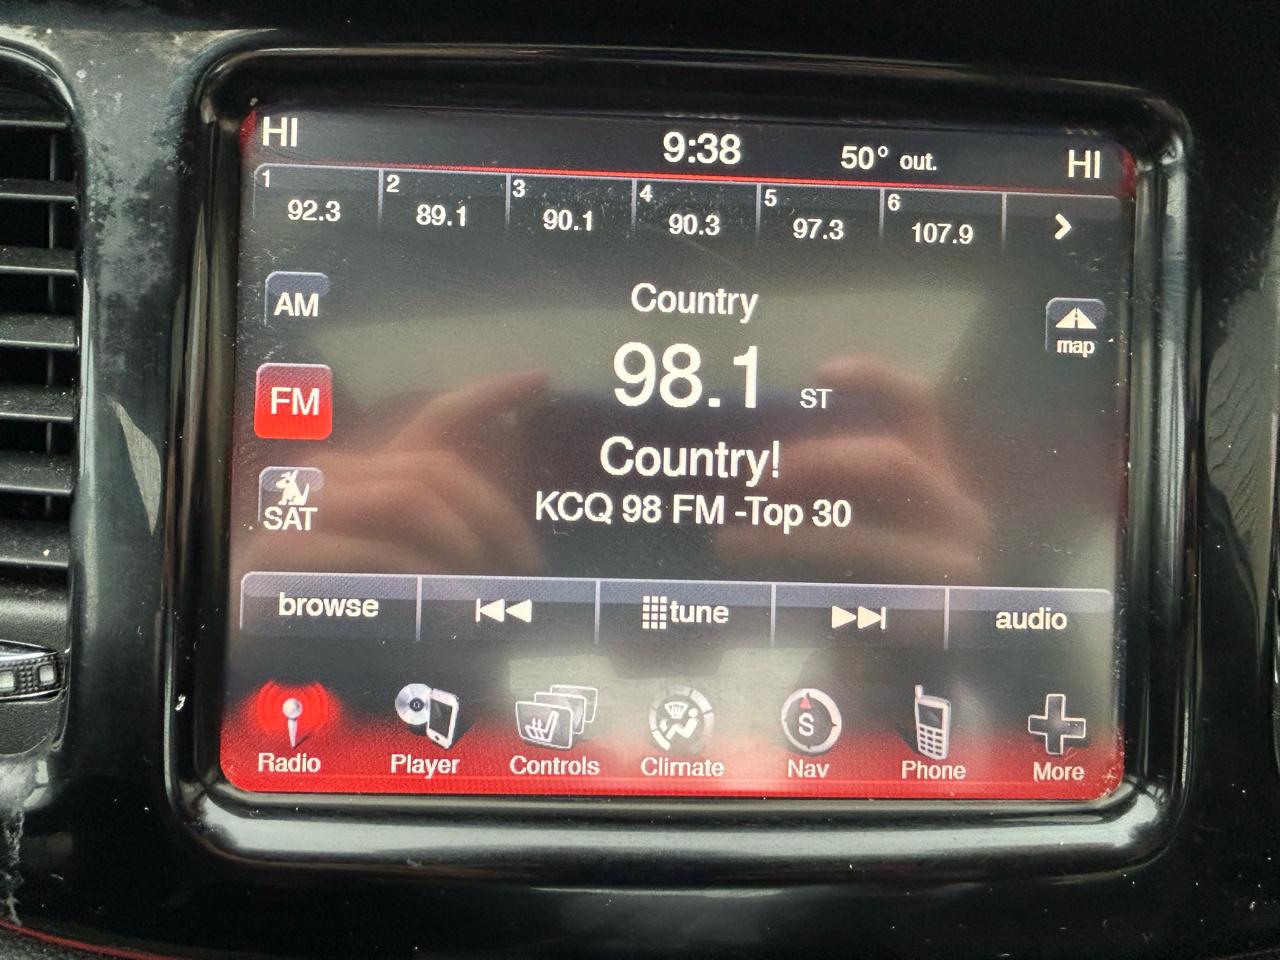 HI 9:38 50° out. HI
1 2 3 4 5 6
92.3 89.1 90.1 90.3 97.3 107.9 >
AM
Country
map
98.1 ST
FM
Country!
SAT
KCQ 98 FM -Top 30
browse tune audio
S
Radio Player Controls Climate Nav Phone More